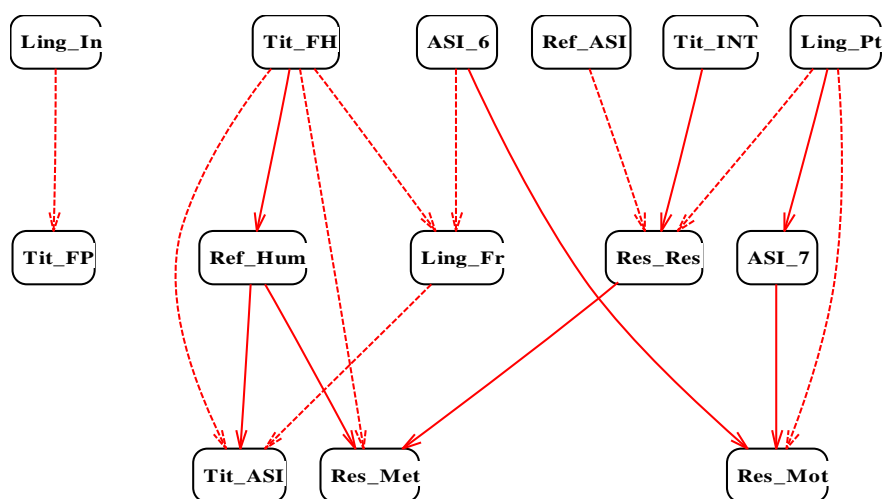 Ling_In Tit_FH ASI_6 Ref_ASI Tit_INT Ling_Pt
Tit_FP Ref_Hum Ling_Fr Res_Res ASI_7
Tit_ASI Res_Met Res_Mot